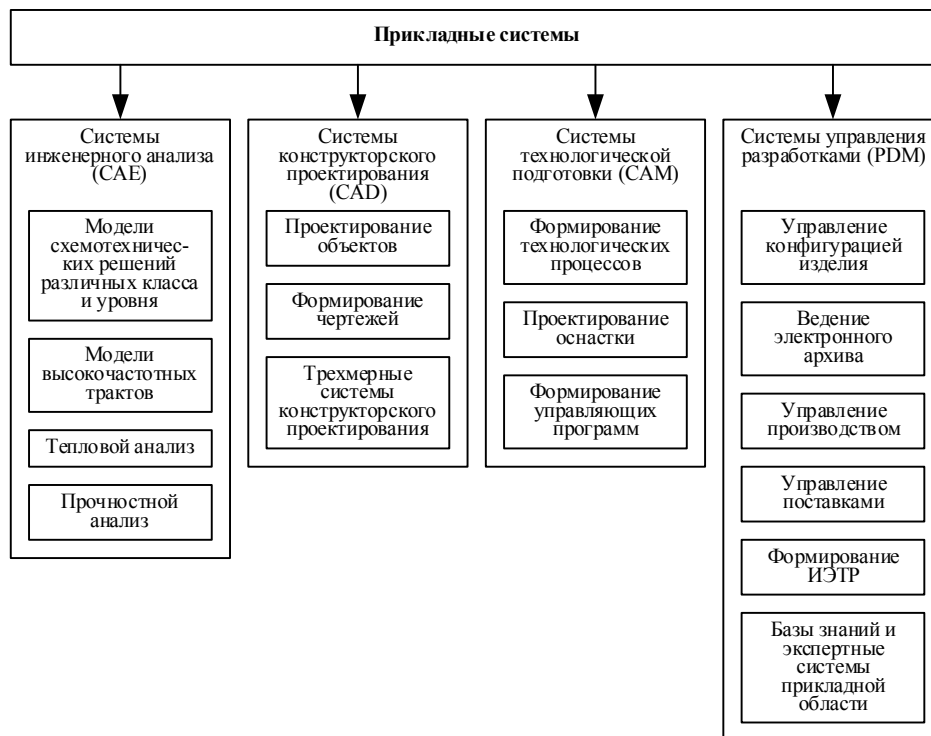 Прикладные системы
Системы
инженерного анализа
(CAE)
Модели
схемотехничес-
ких решений
различных класса
и уровня
Модели
высокочастотных
трактов
Тепловой анализ
Прочностной
анализ
Системы
конструкторского
проектирования
(CAD)
Проектирование
объектов
Формирование
чертежей
Трехмерные
системы
конструкторского
проектирования
Системы
технологической
подготовки (CAM)
Формирование
технологических
процессов
Проектирование
оснастки
Формирование
управляющих
программ
Системы управления
разработками (PDM)
Управление
конфигурацией
изделия
Ведение
электронного
архива
Управление
производством
Управление
поставками
Формирование
ИЭТР
Базы знаний и
экспертные
системы
прикладной
области